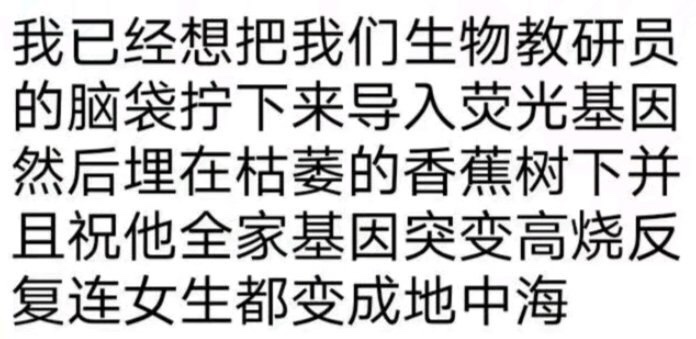 我已经想把我们生物教研员
的脑袋拧下来导入荧光基因
然后埋在枯萎的香蕉树下并
且祝他全家基因突变高烧反
复连女生都变成地中海